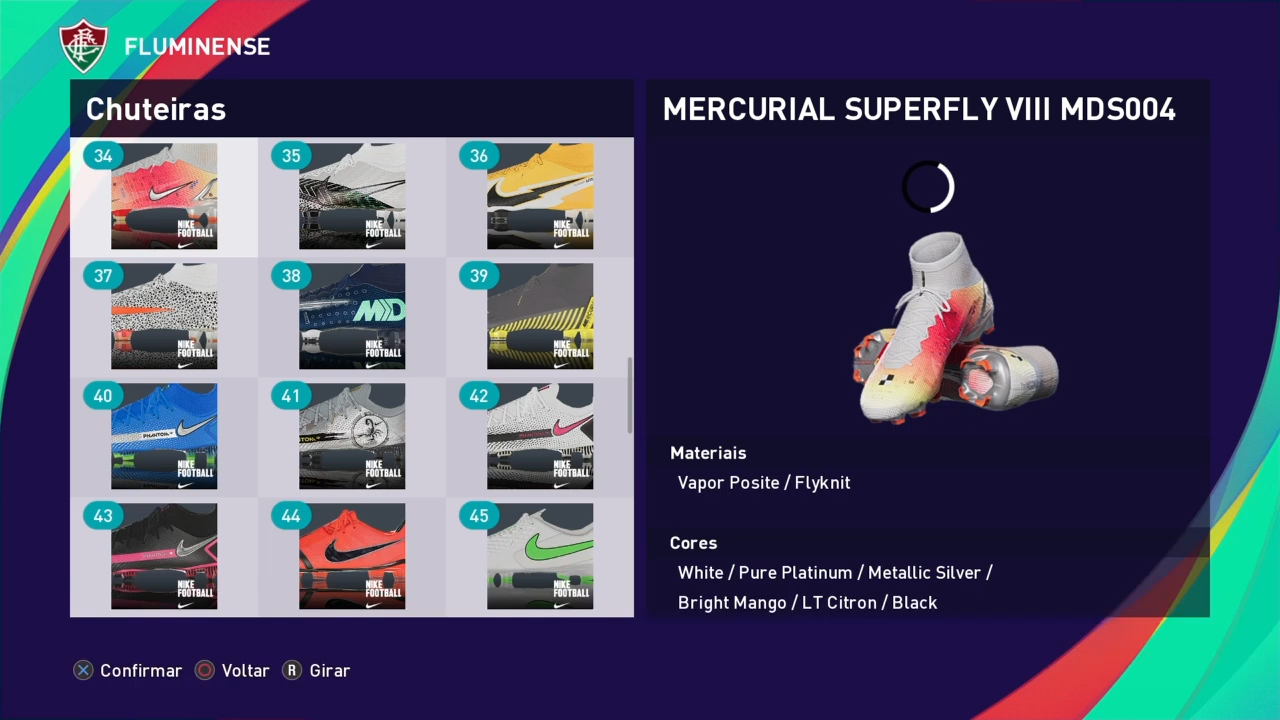 FLUMINENSE
Chuteiras
34
NIKE
FOOTBALL
35
NIKE
FOOTBALL
36
NIKE
FOOTBALL
37
NIKE
FOOTBALL
38
MD
NIKE
FOOTBALL
39
NIKE
FOOTBALL
40
PHANTOM
NIKE
FOOTBALL
41
NIKE
FOOTBALL
42
NIKE
FOOTBALL
43
NIKE
FOOTBALL
44
NIKE
FOOTBALL
45
NIKE
FOOTBALL
MERCURIAL SUPERFLY VIII MDS004
Materiais
Vapor Posite / Flyknit
Cores
White / Pure Platinum / Metallic Silver /
Bright Mango / LT Citron / Black
Confirmar
Voltar
R Girar